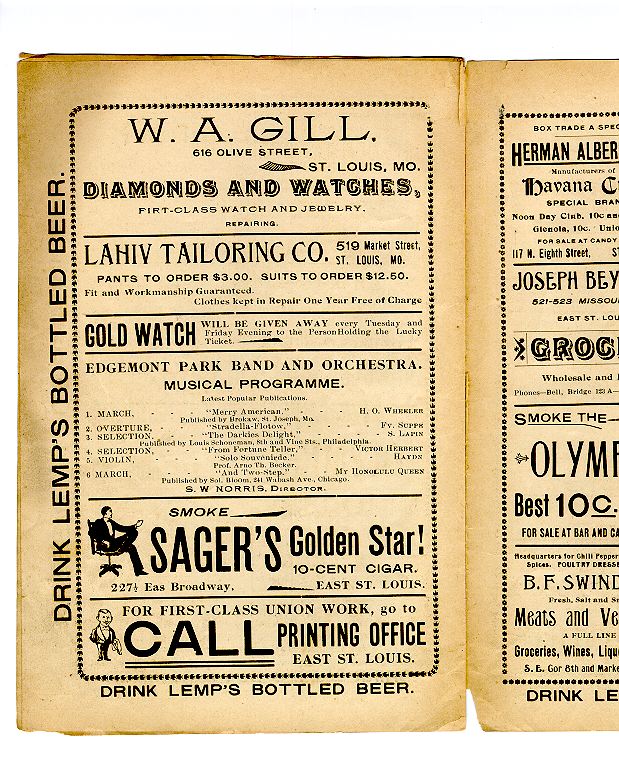 DRINK LEMP'S BOTTLED BEER.
W. A. GILL,
616 OLIVE STREET,
ST. LOUIS, MO.
DIAMONDS AND WATCHES,
FIRT-CLASS WATCH AND JEWELRY.
REPAIRING.
LAHIV TAILORING CO. 519 Market Street,
ST. LOUIS, MO.
PANTS TO ORDER $3.00. SUITS TO ORDER $12.50.
Fit and Workmanship Guaranteed.
Clothes kept in Repair One Year Free of Charge
GOLD WATCH WILL BE GIVEN AWAY every Tuesday and
Friday Evening to the Person Holding the Lucky
Ticket.
EDGEMONT PARK BAND AND ORCHESTRA.
MUSICAL PROGRAMME.
Latest Popular Publications.
1. MARCH, - - - "Merry American." - - H. O. WHEELER
Published by Brokaw, St. Joseph, Mo.
2. OVERTURE, - - "Stradella-Flotow," - - FV. SUPPE
3. SELECTION, - - "The Darkies Delight," - - S. LAPIN
Published by Louis Schoneman, 8th and Vine Sts., Philadelphia.
4. SELECTION, - - "From Fortune Teller," - - VICTOR HERBERT
5. VIOLIN, - - "Solo Souveniede." - - HAYDN
Prof. Arno Th. Becker.
6 MARCH, - - "And Two-Step." - MY HONOLULU QUEEN
Published by Sol. Bloom, 241 Wabash Ave., Chicago.
S. W NORRIS, DIRECTOR.
SMOKE
SAGER'S Golden Star!
10-CENT CIGAR.
227½ Eas Broadway, EAST ST. LOUIS.
FOR FIRST-CLASS UNION WORK, go to
CALL PRINTING OFFICE
EAST ST. LOUIS.
DRINK LEMP'S BOTTLED BEER.
BOX TRADE A SPEC
HERMAN ALBER
Manufacturers of
Havana C
SPECIAL BRAN
Noon Day Club, 10c an
Glenola, 10c. Unio
FOR SALE AT CANDY
117 N. Eighth Street, ST
JOSEPH BEY
521-523 MISSOU
EAST ST. LOU
GROC
Wholesale and
Phones—Bell, Bridge 123 A—
SMOKE THE
OLYMP
Best 10c.
FOR SALE AT BAR AND CA
Headquarters for Chili Pepper
Spices. POULTRY DRESSE
B. F. SWIND
Fresh, Salt and S
Meats and Ve
A FULL LINE
Groceries, Wines, Liqu
S. E. Cor 8th and Marke
DRINK LE